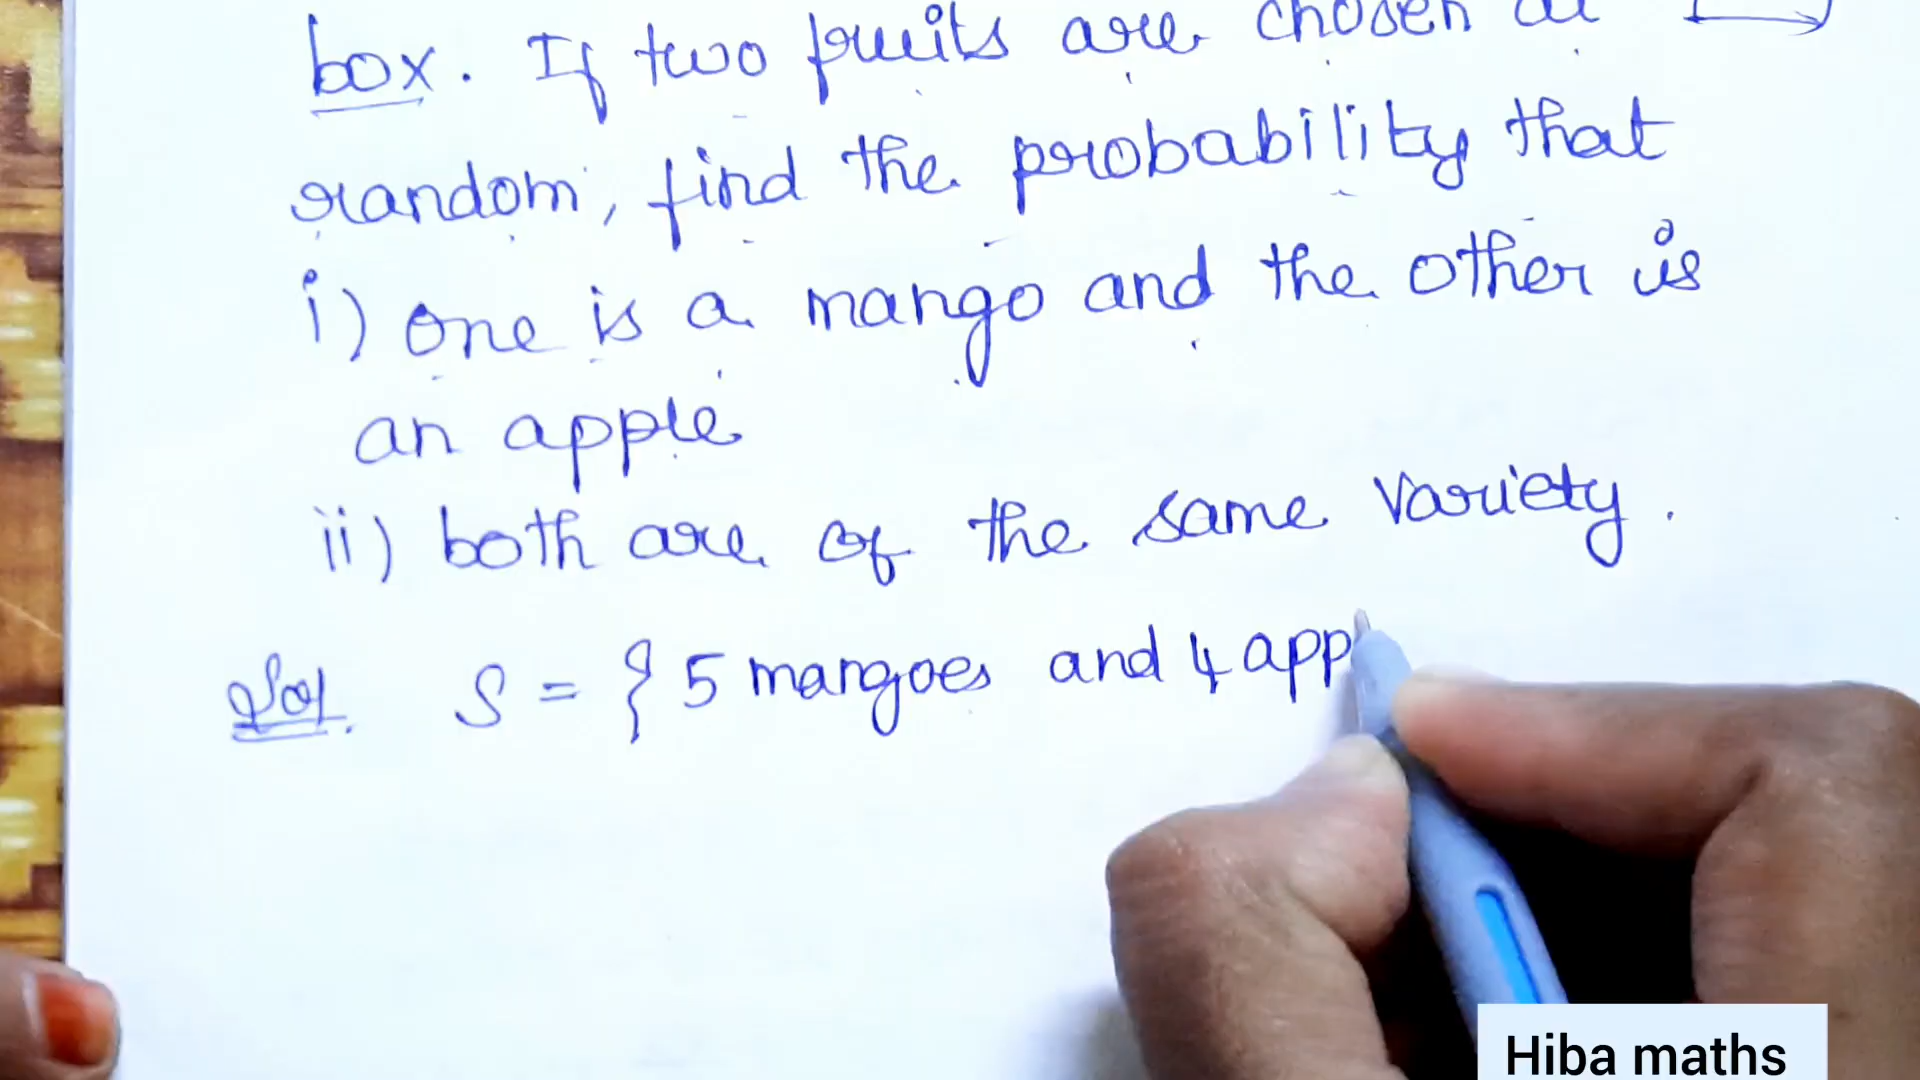 box. If two fruits are chosen at
random, find the probability that
i) one is a mango and the other is
an apple
ii) both are of the same variety.
Sol. S = { 5 mangoes and 4 app
Hiba maths